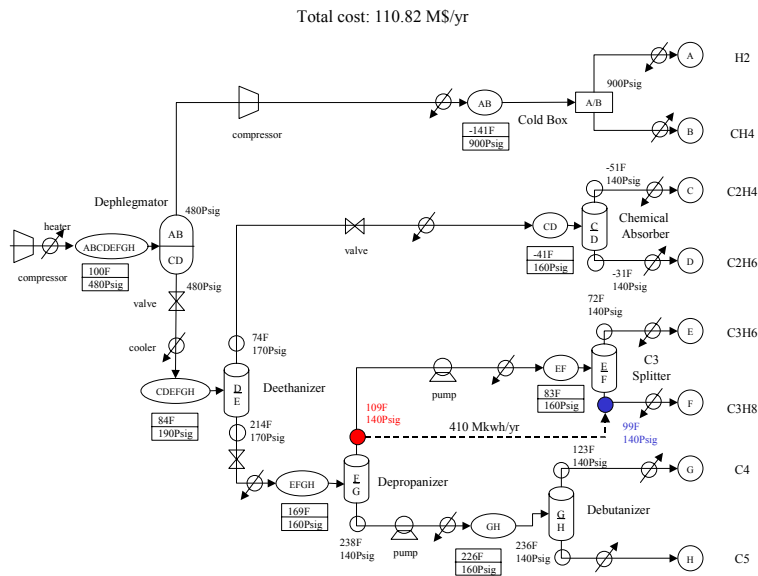 Total cost: 110.82 M$/yr
A
H2
900Psig
AB
A/B
compressor
Cold Box
-141F
900Psig
B
CH4
Dephlegmator
480Psig
-51F
140Psig
C
C2H4
heater
ABCDEFGH
AB
CD
valve
CD
C
D
Chemical
Absorber
compressor
100F
480Psig
480Psig
-41F
160Psig
-31F
140Psig
D
C2H6
valve
72F
140Psig
E
C3H6
cooler
74F
170Psig
CDEFGH
D
E
Deethanizer
pump
EF
E
F
C3
Splitter
84F
190Psig
83F
160Psig
F
C3H8
214F
170Psig
109F
140Psig
410 Mkwh/yr
99F
140Psig
123F
140Psig
G
C4
EFGH
E
G
Depropanizer
169F
160Psig
G
H
Debutanizer
GH
238F
140Psig
pump
226F
160Psig
236F
140Psig
H
C5